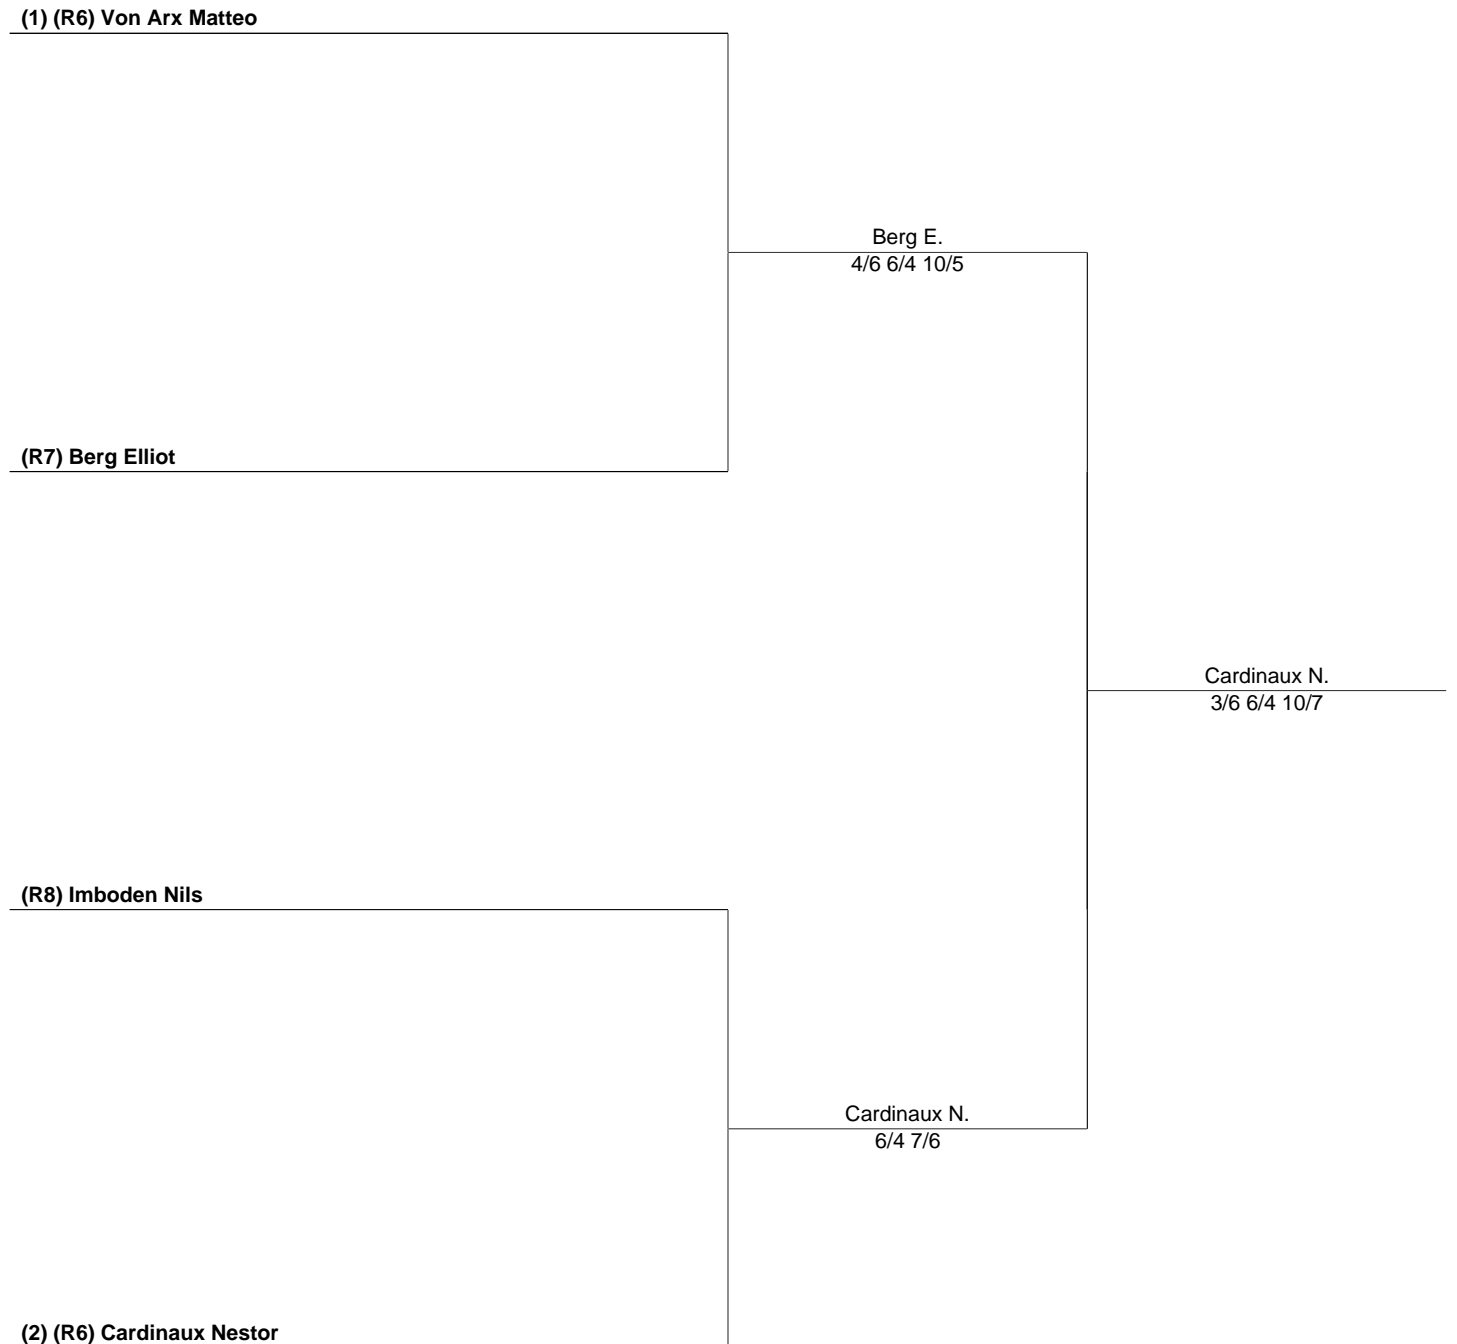 (1) (R6) Von Arx Matteo
Berg E.
4/6 6/4 10/5
(R7) Berg Elliot
Cardinaux N.
3/6 6/4 10/7
(R8) Imboden Nils
Cardinaux N.
6/4 7/6
(2) (R6) Cardinaux Nestor